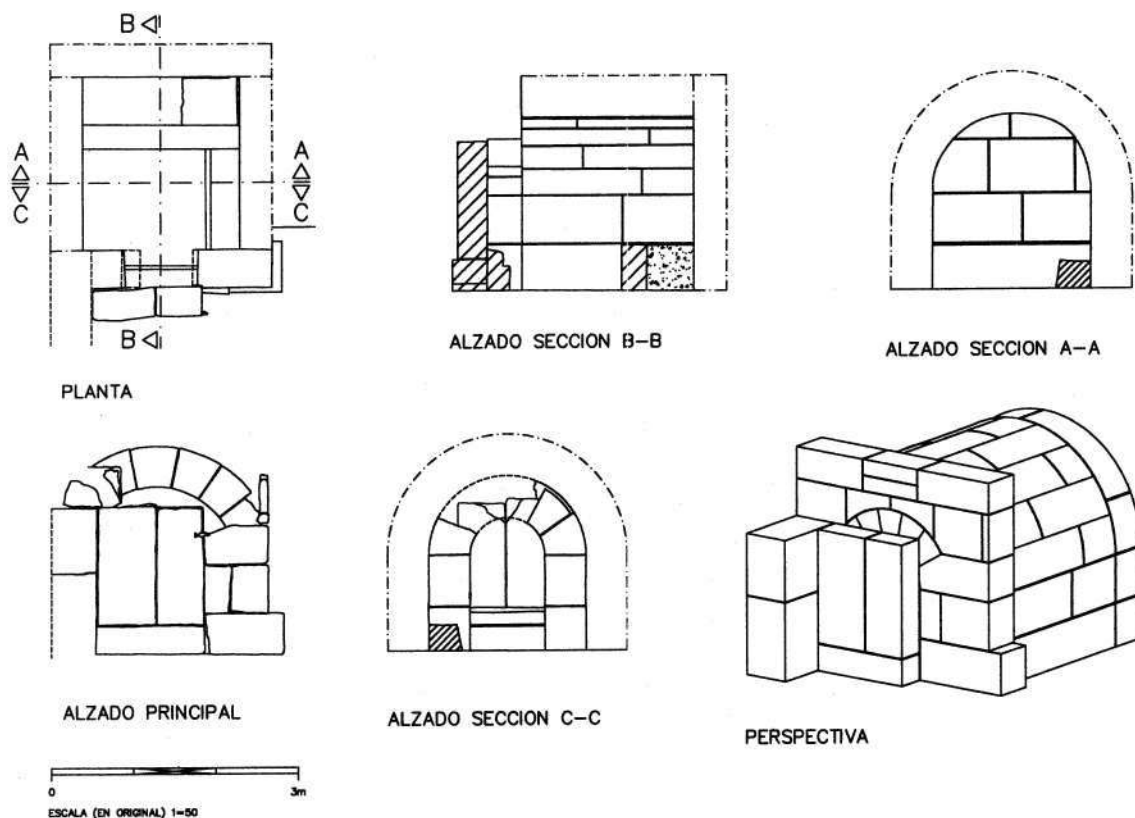 B
A
C
A
C
B
PLANTA
ALZADO SECCION B-B
ALZADO SECCION A-A
ALZADO PRINCIPAL
ALZADO SECCION C-C
PERSPECTIVA
0
3m
ESCALA (EN ORIGINAL) 1=50